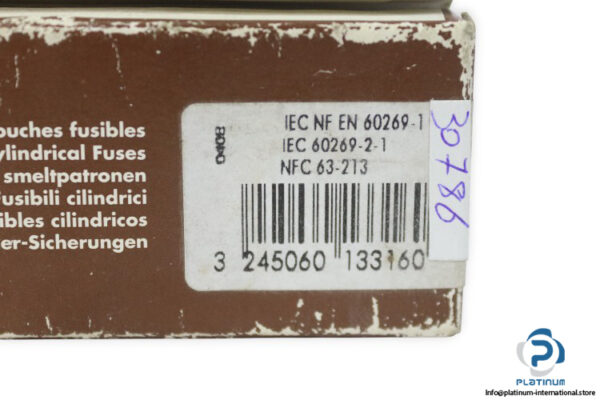 ouches fusibles
ylindrical Fuses
smeltpatronen
Fusibili cilindrici
ibles cilindricos
er-Sicherungen
IEC NF EN 60269-1
IEC 60269-2-1
NFC 63-213
3 245060 133160
30786
PLATINUM
Info@platinum-international.store